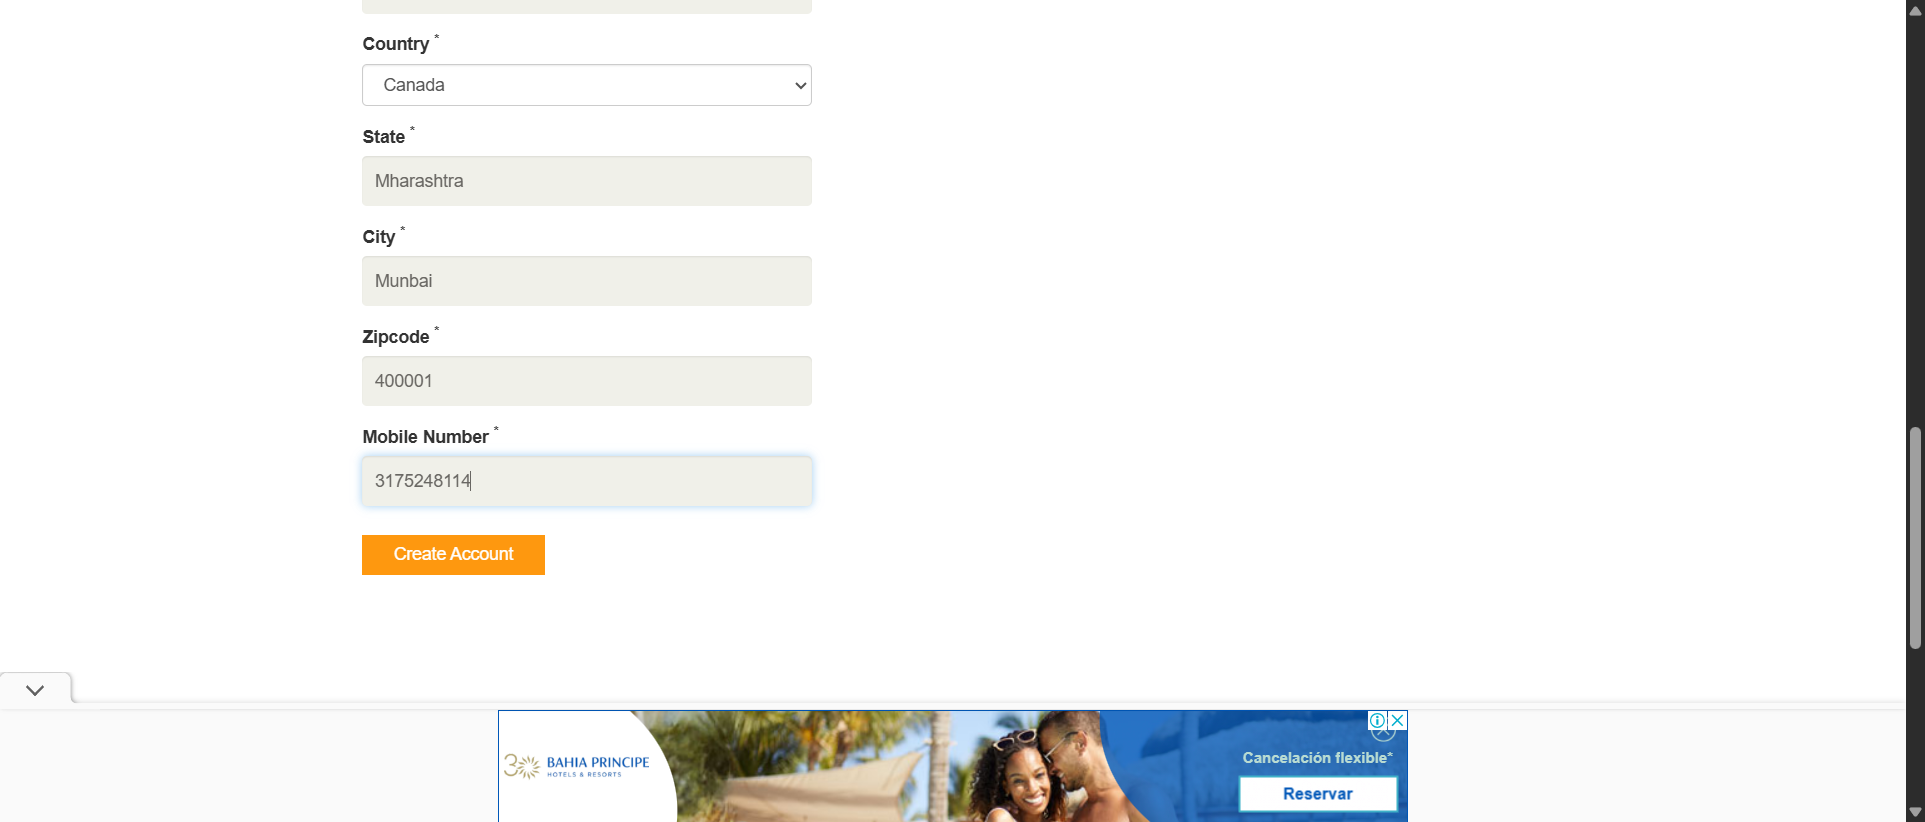 Country *
Canada
State *
Mharashtra
City *
Munbai
Zipcode *
400001
Mobile Number *
3175248114
Create Account
30 BAHIA PRINCIPE
HOTELS & RESORTS
Cancelación flexible*
Reservar